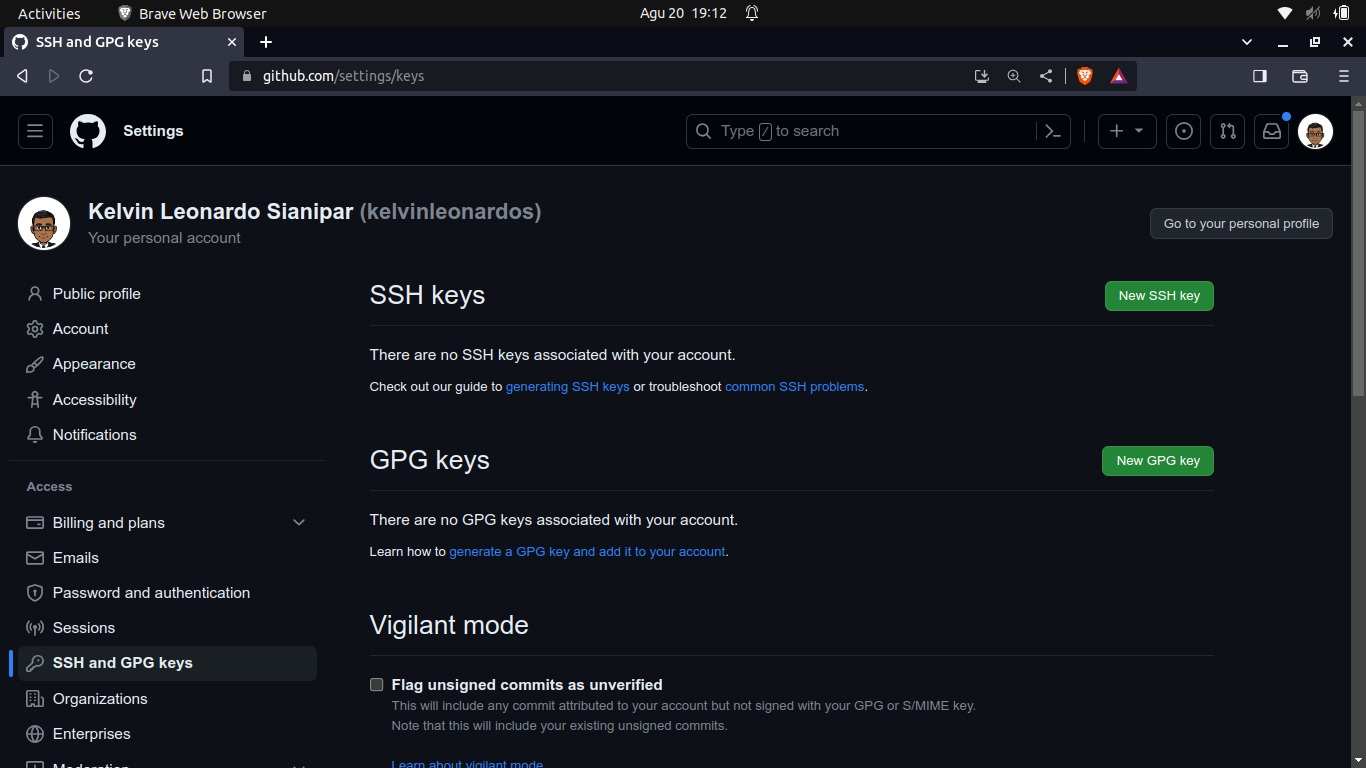 Activities
Brave Web Browser
Agu 20 19:12
SSH and GPG keys
github.com/settings/keys
Settings
Type / to search
Kelvin Leonardo Sianipar (kelvinleonardos)
Your personal account
Go to your personal profile
Public profile
Account
Appearance
Accessibility
Notifications
Access
Billing and plans
Emails
Password and authentication
Sessions
SSH and GPG keys
Organizations
Enterprises
Moderation
SSH keys
New SSH key
There are no SSH keys associated with your account.
Check out our guide to generating SSH keys or troubleshoot common SSH problems.
GPG keys
New GPG key
There are no GPG keys associated with your account.
Learn how to generate a GPG key and add it to your account.
Vigilant mode
Flag unsigned commits as unverified
This will include any commit attributed to your account but not signed with your GPG or S/MIME key.
Note that this will include your existing unsigned commits.
Learn about vigilant mode